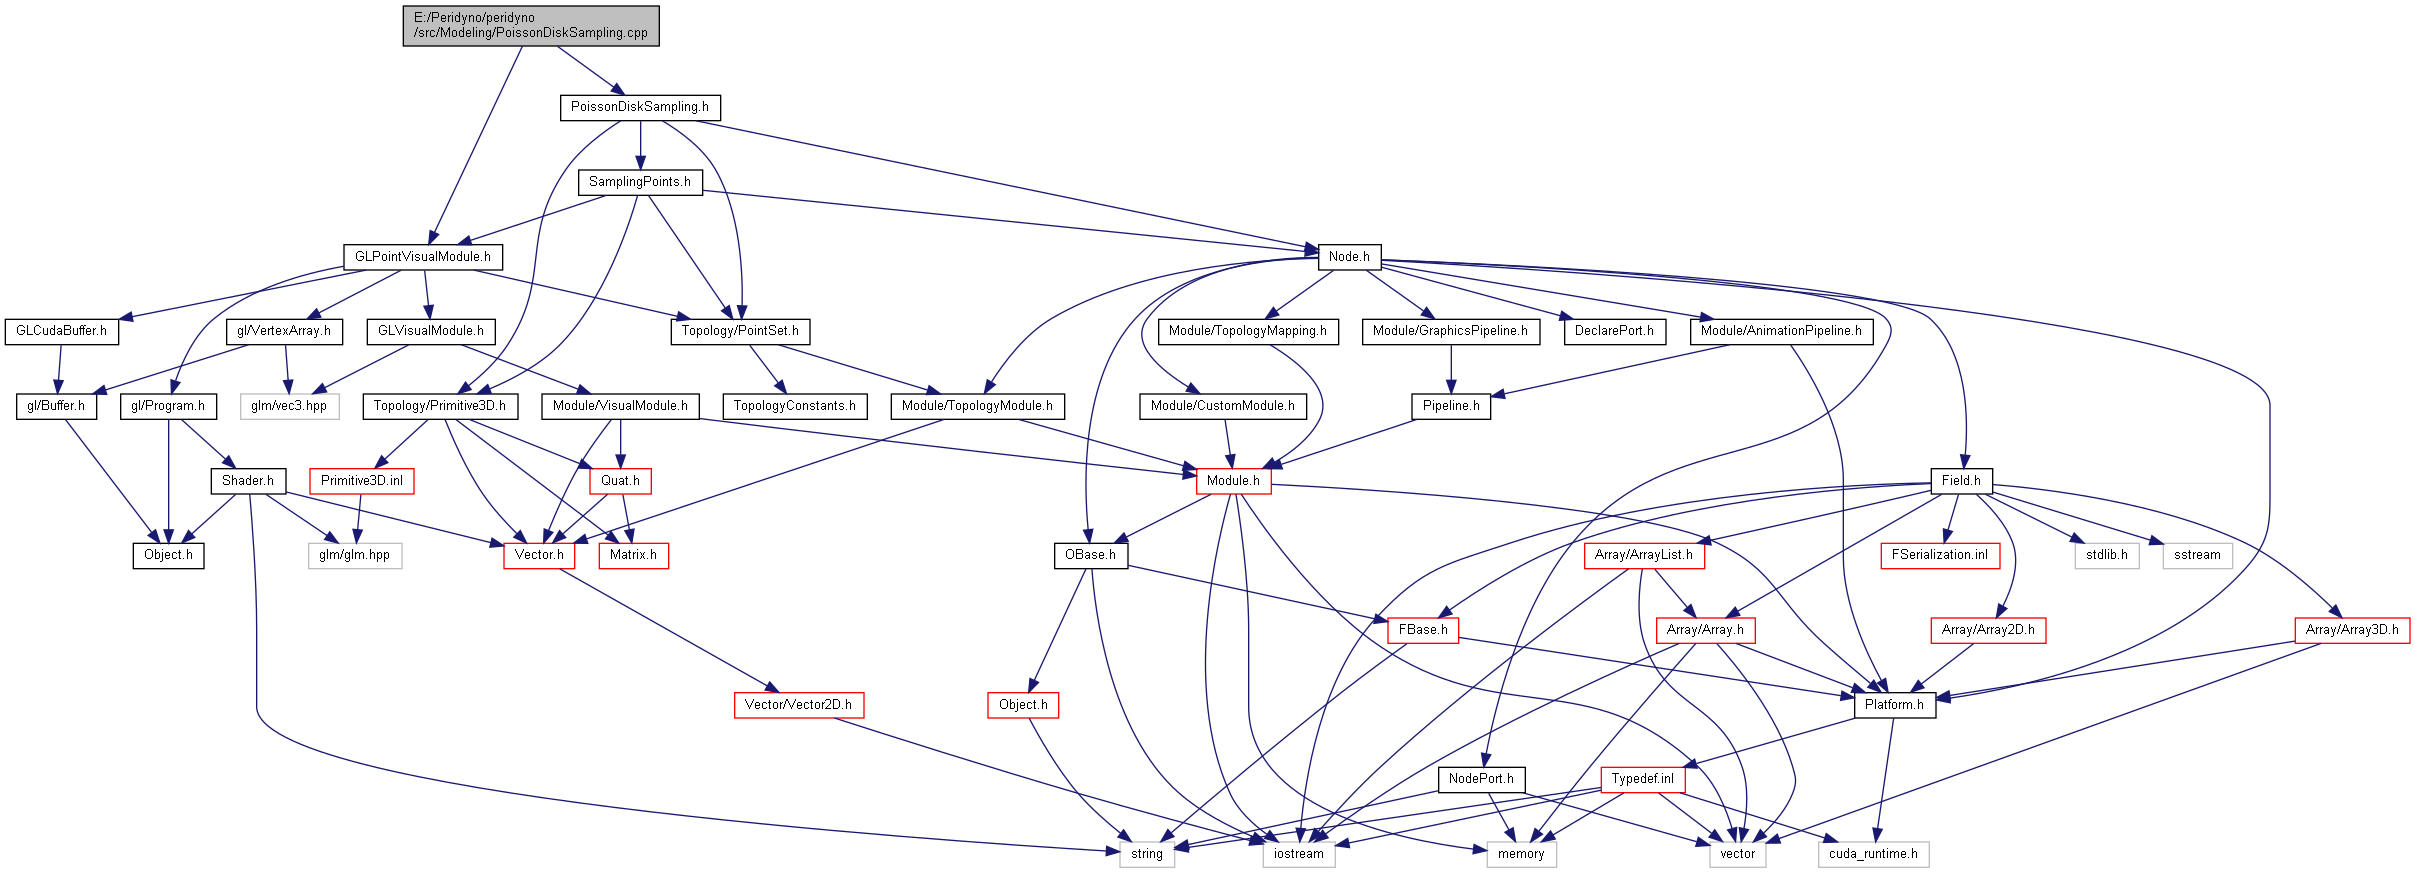 E:/Peridyno/peridyno
/src/Modeling/PoissonDiskSampling.cpp
PoissonDiskSampling.h
SamplingPoints.h
GLPointVisualModule.h
Node.h
GLCudaBuffer.h
gl/VertexArray.h
GLVisualModule.h
Topology/PointSet.h
Module/TopologyMapping.h
Module/GraphicsPipeline.h
DeclarePort.h
Module/AnimationPipeline.h
gl/Buffer.h
gl/Program.h
glm/vec3.hpp
Topology/Primitive3D.h
Module/VisualModule.h
TopologyConstants.h
Module/TopologyModule.h
Module/CustomModule.h
Pipeline.h
Shader.h
Primitive3D.inl
Quat.h
Module.h
Field.h
Object.h
glm/glm.hpp
Vector.h
Matrix.h
OBase.h
Array/ArrayList.h
FSerialization.inl
stdlib.h
sstream
FBase.h
Array/Array.h
Array/Array2D.h
Array/Array3D.h
Vector/Vector2D.h
Object.h
Platform.h
NodePort.h
Typedef.inl
string
iostream
memory
vector
cuda_runtime.h